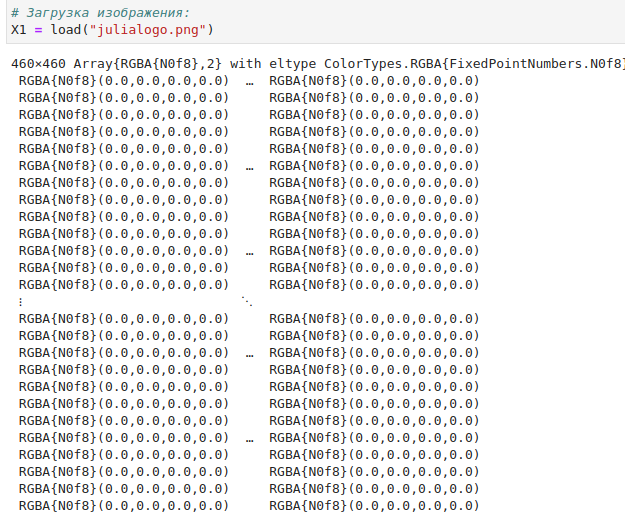 # Загрузка изображения:
X1 = load("julialogo.png")
460×460 Array{RGBA{N0f8},2} with eltype ColorTypes.RGBA{FixedPointNumbers.N0f8}
RGBA{N0f8}(0.0,0.0,0.0,0.0) … RGBA{N0f8}(0.0,0.0,0.0,0.0)
RGBA{N0f8}(0.0,0.0,0.0,0.0) RGBA{N0f8}(0.0,0.0,0.0,0.0)
RGBA{N0f8}(0.0,0.0,0.0,0.0) RGBA{N0f8}(0.0,0.0,0.0,0.0)
RGBA{N0f8}(0.0,0.0,0.0,0.0) RGBA{N0f8}(0.0,0.0,0.0,0.0)
RGBA{N0f8}(0.0,0.0,0.0,0.0) RGBA{N0f8}(0.0,0.0,0.0,0.0)
RGBA{N0f8}(0.0,0.0,0.0,0.0) … RGBA{N0f8}(0.0,0.0,0.0,0.0)
RGBA{N0f8}(0.0,0.0,0.0,0.0) RGBA{N0f8}(0.0,0.0,0.0,0.0)
RGBA{N0f8}(0.0,0.0,0.0,0.0) RGBA{N0f8}(0.0,0.0,0.0,0.0)
RGBA{N0f8}(0.0,0.0,0.0,0.0) RGBA{N0f8}(0.0,0.0,0.0,0.0)
RGBA{N0f8}(0.0,0.0,0.0,0.0) RGBA{N0f8}(0.0,0.0,0.0,0.0)
RGBA{N0f8}(0.0,0.0,0.0,0.0) … RGBA{N0f8}(0.0,0.0,0.0,0.0)
RGBA{N0f8}(0.0,0.0,0.0,0.0) RGBA{N0f8}(0.0,0.0,0.0,0.0)
RGBA{N0f8}(0.0,0.0,0.0,0.0) RGBA{N0f8}(0.0,0.0,0.0,0.0)
⋮ ⋱
RGBA{N0f8}(0.0,0.0,0.0,0.0) RGBA{N0f8}(0.0,0.0,0.0,0.0)
RGBA{N0f8}(0.0,0.0,0.0,0.0) RGBA{N0f8}(0.0,0.0,0.0,0.0)
RGBA{N0f8}(0.0,0.0,0.0,0.0) … RGBA{N0f8}(0.0,0.0,0.0,0.0)
RGBA{N0f8}(0.0,0.0,0.0,0.0) RGBA{N0f8}(0.0,0.0,0.0,0.0)
RGBA{N0f8}(0.0,0.0,0.0,0.0) RGBA{N0f8}(0.0,0.0,0.0,0.0)
RGBA{N0f8}(0.0,0.0,0.0,0.0) RGBA{N0f8}(0.0,0.0,0.0,0.0)
RGBA{N0f8}(0.0,0.0,0.0,0.0) RGBA{N0f8}(0.0,0.0,0.0,0.0)
RGBA{N0f8}(0.0,0.0,0.0,0.0) … RGBA{N0f8}(0.0,0.0,0.0,0.0)
RGBA{N0f8}(0.0,0.0,0.0,0.0) RGBA{N0f8}(0.0,0.0,0.0,0.0)
RGBA{N0f8}(0.0,0.0,0.0,0.0) RGBA{N0f8}(0.0,0.0,0.0,0.0)
RGBA{N0f8}(0.0,0.0,0.0,0.0) RGBA{N0f8}(0.0,0.0,0.0,0.0)
RGBA{N0f8}(0.0,0.0,0.0,0.0) RGBA{N0f8}(0.0,0.0,0.0,0.0)